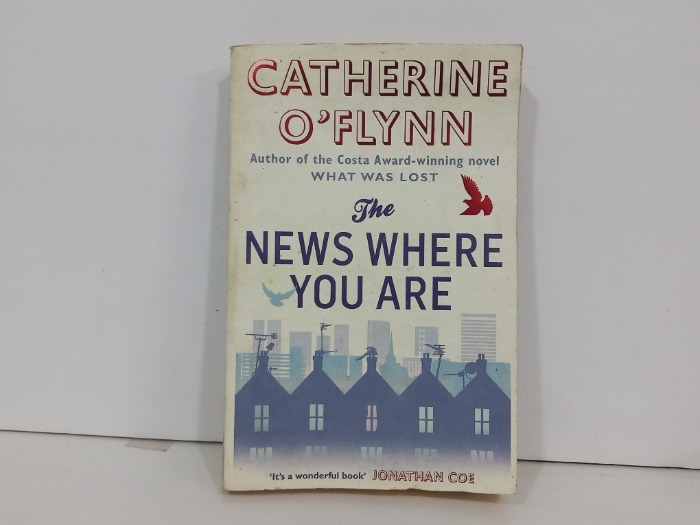 CATHERINE
O'FLYNN
Author of the Costa Award-winning novel
WHAT WAS LOST
The
NEWS WHERE
YOU ARE
'It's a wonderful book' JONATHAN COE